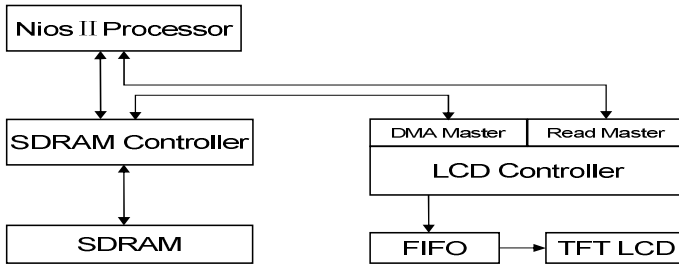 Nios II Processor
SDRAM Controller
DMA Master
Read Master
LCD Controller
SDRAM
FIFO
TFT LCD